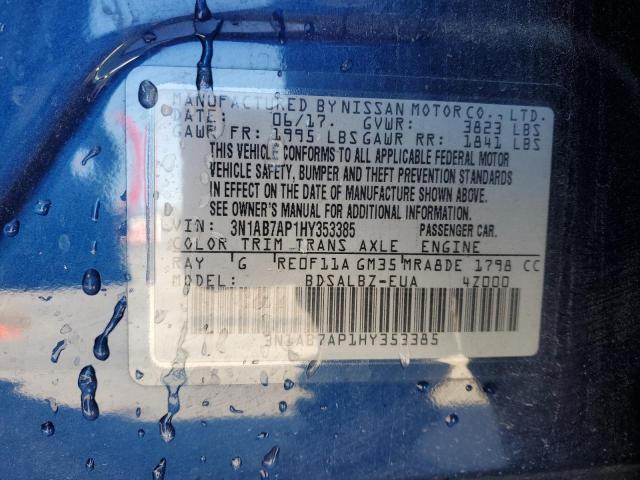 MANUFACTURED BY NISSAN MOTOR CO., LTD.
DATE: 06/17. GVWR: 3823 LBS
GAWR FR: 1995 LBS GAWR RR: 1841 LBS
THIS VEHICLE CONFORMS TO ALL APPLICABLE FEDERAL MOTOR
VEHICLE SAFETY, BUMPER AND THEFT PREVENTION STANDARDS
IN EFFECT ON THE DATE OF MANUFACTURE SHOWN ABOVE.
SEE OWNER'S MANUAL FOR ADDITIONAL INFORMATION.
VIN: 3N1AB7AP1HY353385 PASSENGER CAR.
COLOR TRIM TRANS AXLE ENGINE
RAY G RE0F11A GM35 MRA8DE 1798 CC
MODEL: BDSALBZ-EUA 4Z000
3N1AB7AP1HY353385